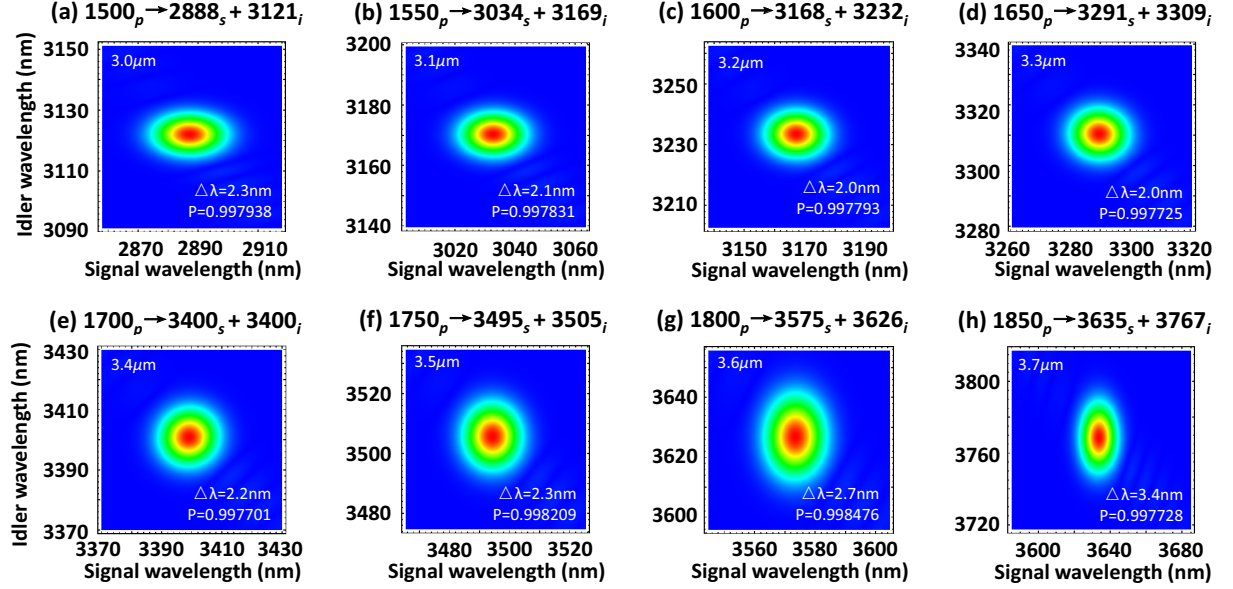 (a) 1500p→2888s + 3121i
(b) 1550p→3034s + 3169i
(c) 1600p→3168s + 3232i
(d) 1650p→3291s + 3309i
Idler wavelength (nm)
3150
3130
3110
3090
3.0μm
△λ=2.3nm
P=0.997938
2870 2890 2910
Signal wavelength (nm)
3200
3180
3160
3140
3.1μm
△λ=2.1nm
P=0.997831
3020 3040 3060
Signal wavelength (nm)
3250
3230
3210
3.2μm
△λ=2.0nm
P=0.997793
3150 3170 3190
Signal wavelength (nm)
3340
3320
3300
3280
3.3μm
△λ=2.0nm
P=0.997725
3260 3280 3300 3320
Signal wavelength (nm)
(e) 1700p→3400s + 3400i
(f) 1750p→3495s + 3505i
(g) 1800p→3575s + 3626i
(h) 1850p→3635s + 3767i
Idler wavelength (nm)
3430
3410
3390
3370
3.4μm
△λ=2.2nm
P=0.997701
3370 3390 3410 3430
Signal wavelength (nm)
3520
3500
3480
3.5μm
△λ=2.3nm
P=0.998209
3480 3500 3520
Signal wavelength (nm)
3640
3620
3600
3.6μm
△λ=2.7nm
P=0.998476
3560 3580 3600
Signal wavelength (nm)
3800
3760
3720
3.7μm
△λ=3.4nm
P=0.997728
3600 3640 3680
Signal wavelength (nm)